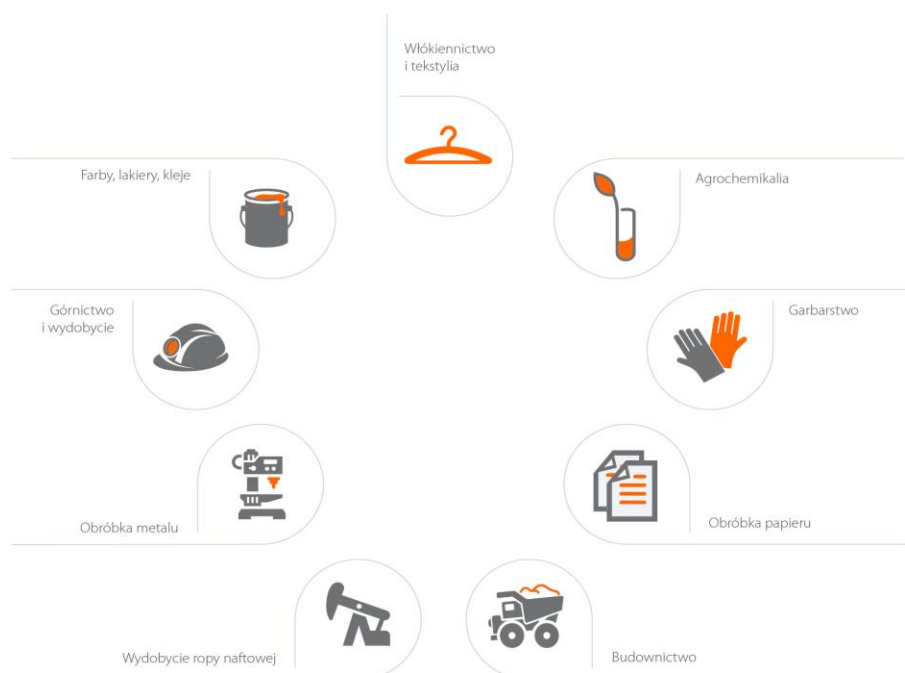 Włókiennictwo
i tekstylia
Farby, lakiery, kleje
Agrochemikalia
Górnictwo
i wydobycie
Garbarstwo
Obróbka metalu
Obróbka papieru
Wydobycie ropy naftowej
Budownictwo